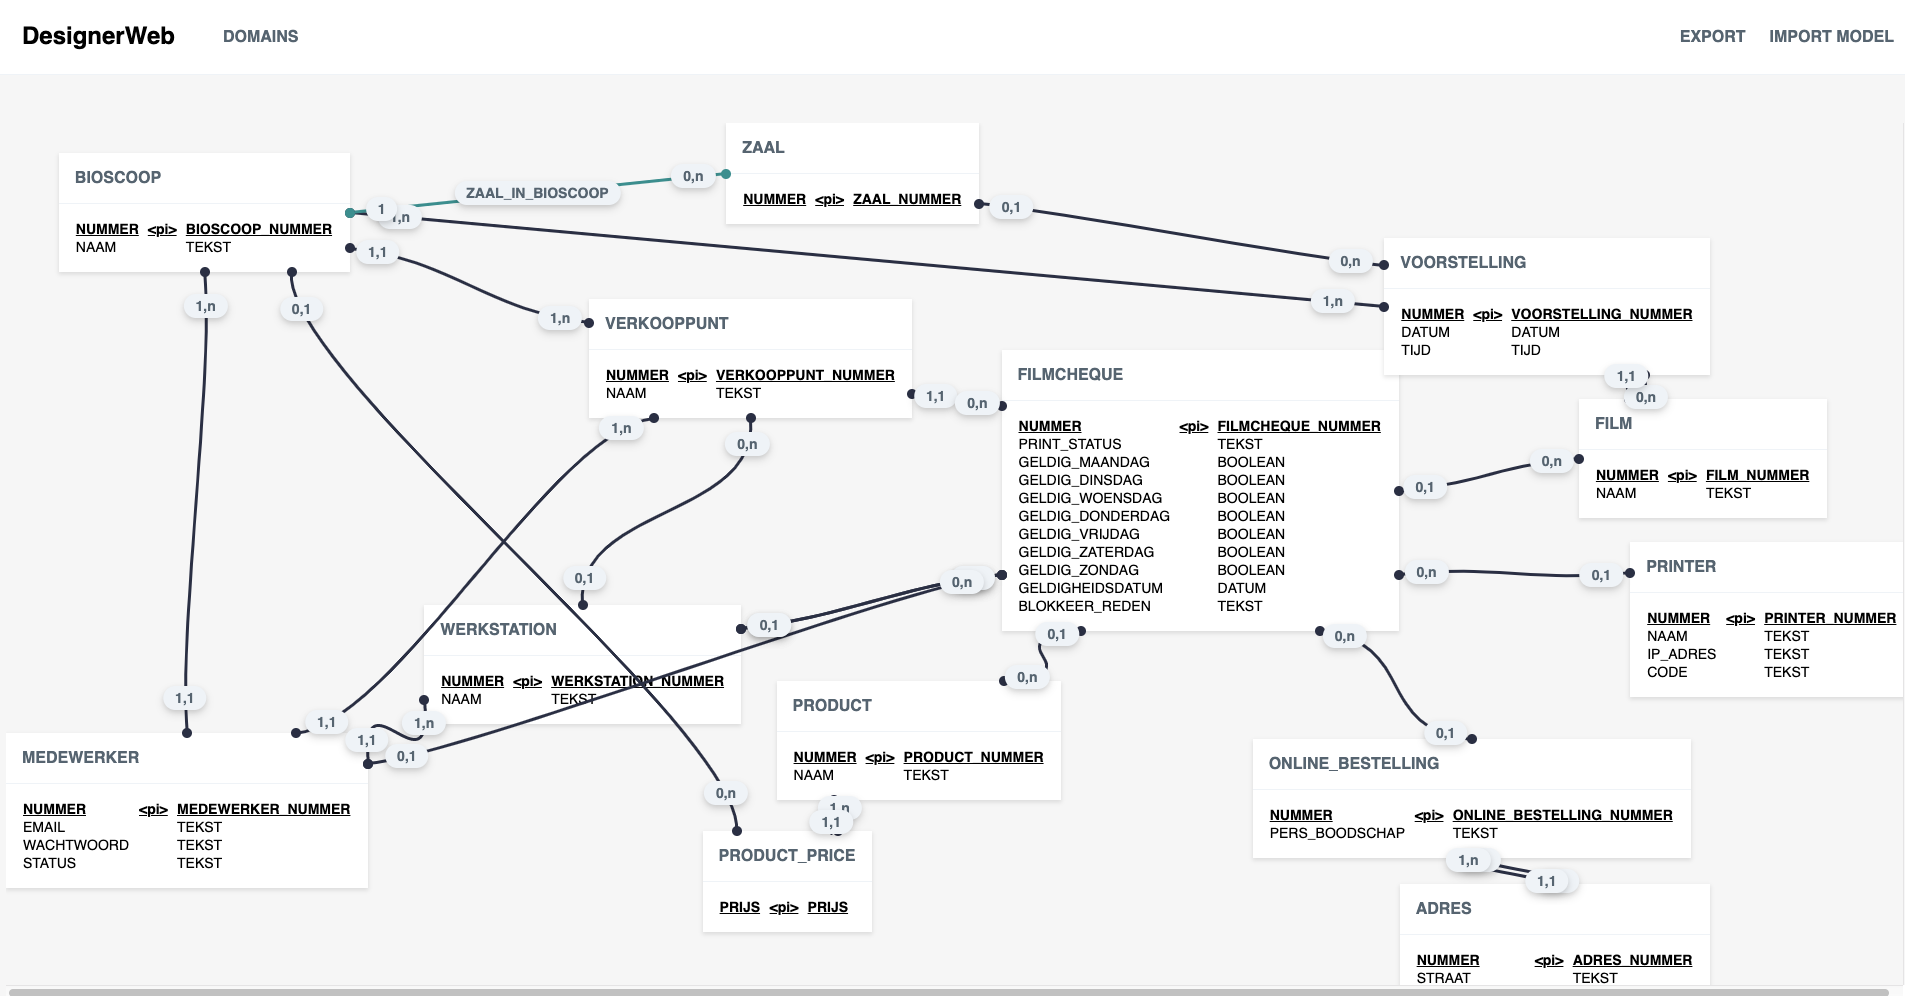 DesignerWeb DOMAINS EXPORT IMPORT MODEL
ZAAL
NUMMER <pi> ZAAL_NUMMER
BIOSCOOP
NUMMER <pi> BIOSCOOP_NUMMER
NAAM TEKST
1
1,n
ZAAL_IN_BIOSCOOP
0,n
0,1
0,n
1,1
1,n
1,n
0,1
1,n
VOORSTELLING
NUMMER <pi> VOORSTELLING_NUMMER
DATUM DATUM
TIJD TIJD
VERKOOPPUNT
NUMMER <pi> VERKOOPPUNT_NUMMER
NAAM TEKST
1,1
0,n
1,n
0,n
FILMCHEQUE
NUMMER <pi> FILMCHEQUE_NUMMER
PRINT_STATUS TEKST
GELDIG_MAANDAG BOOLEAN
GELDIG_DINSDAG BOOLEAN
GELDIG_WOENSDAG BOOLEAN
GELDIG_DONDERDAG BOOLEAN
GELDIG_VRIJDAG BOOLEAN
GELDIG_ZATERDAG BOOLEAN
GELDIG_ZONDAG BOOLEAN
GELDIGHEIDSDATUM DATUM
BLOKKEER_REDEN TEKST
1,1
0,n
FILM
NUMMER <pi> FILM_NUMMER
NAAM TEKST
0,1
0,n
0,n
0,1
PRINTER
NUMMER <pi> PRINTER_NUMMER
NAAM TEKST
IP_ADRES TEKST
CODE TEKST
0,1
0,n
0,1
WERKSTATION
NUMMER <pi> WERKSTATION_NUMMER
NAAM TEKST
0,1
0,n
0,n
0,1
1,1
1,1
1,n
1,1
0,1
MEDEWERKER
NUMMER <pi> MEDEWERKER_NUMMER
EMAIL TEKST
WACHTWOORD TEKST
STATUS TEKST
PRODUCT
NUMMER <pi> PRODUCT_NUMMER
NAAM TEKST
0,n
1,n
1,1
PRODUCT_PRICE
PRIJS <pi> PRIJS
ONLINE_BESTELLING
NUMMER <pi> ONLINE_BESTELLING_NUMMER
PERS_BOODSCHAP TEKST
1,n
1,1
ADRES
NUMMER <pi> ADRES_NUMMER
STRAAT TEKST